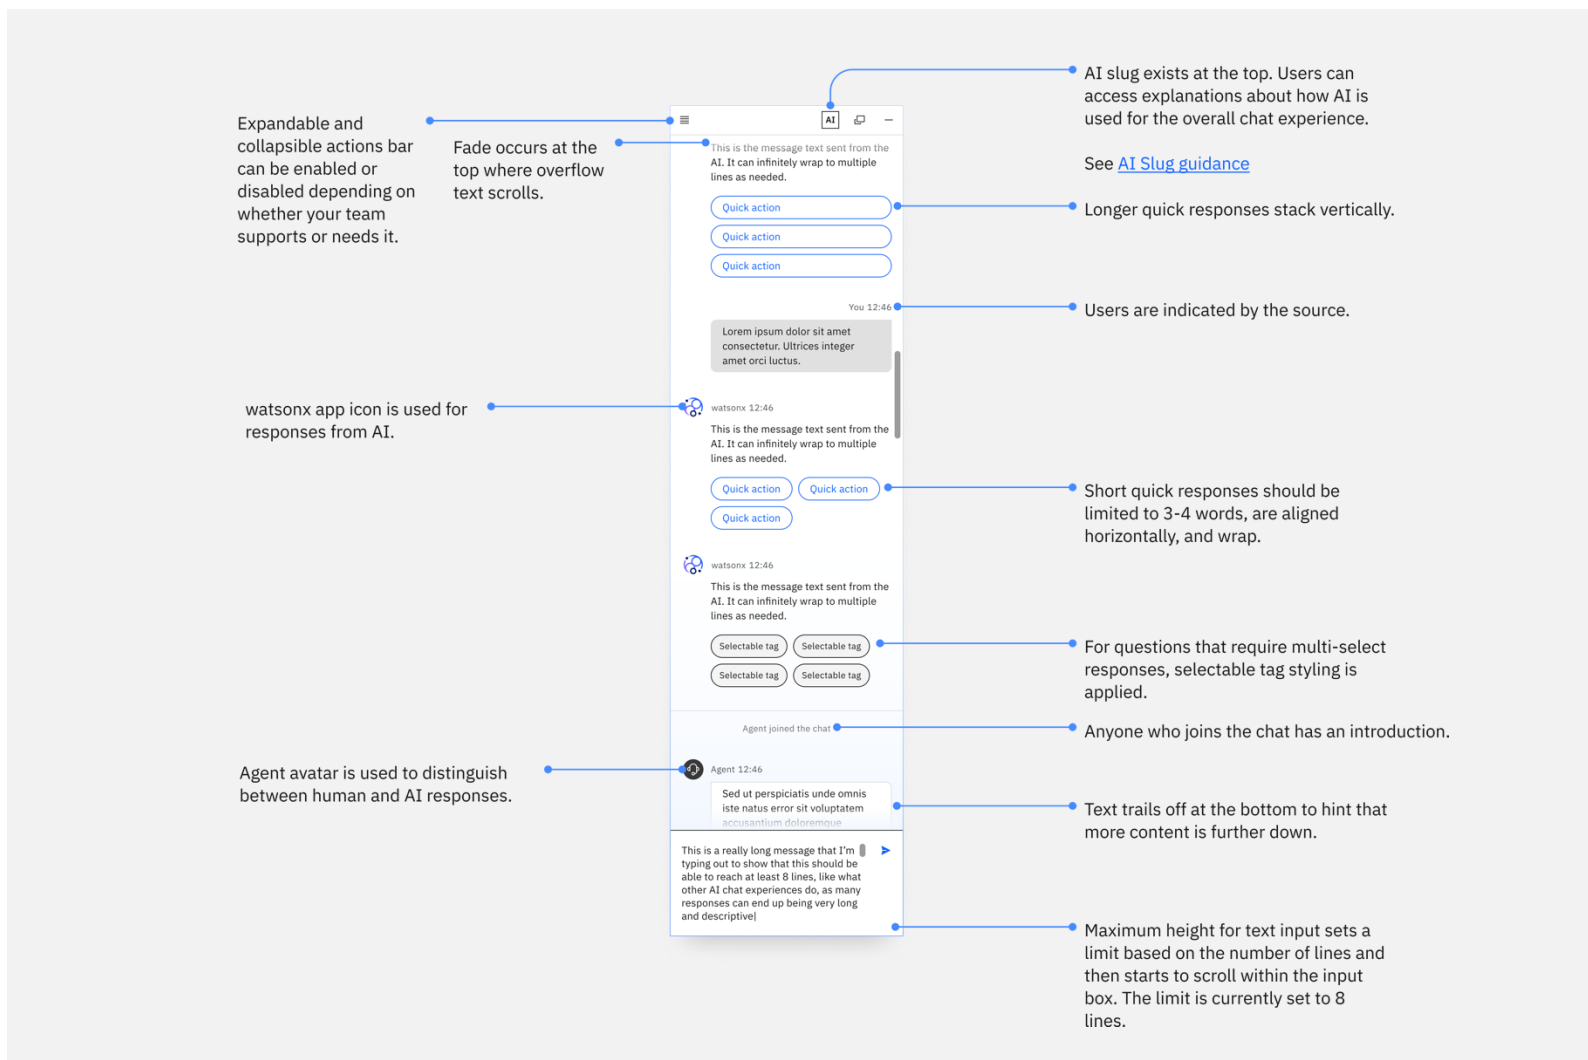 Expandable and
collapsible actions bar
can be enabled or
disabled depending on
whether your team
supports or needs it.
Fade occurs at the
top where overflow
text scrolls.
watsonx app icon is used for
responses from AI.
Agent avatar is used to distinguish
between human and AI responses.
AI
This is the message text sent from the
AI. It can infinitely wrap to multiple
lines as needed.
Quick action
Quick action
Quick action
You 12:46
Lorem ipsum dolor sit amet
consectetur. Ultrices integer
amet orci luctus.
watsonx 12:46
This is the message text sent from the
AI. It can infinitely wrap to multiple
lines as needed.
Quick action Quick action
Quick action
watsonx 12:46
This is the message text sent from the
AI. It can infinitely wrap to multiple
lines as needed.
Selectable tag Selectable tag
Selectable tag Selectable tag
Agent joined the chat
Agent 12:46
Sed ut perspiciatis unde omnis
iste natus error sit voluptatem
accusantium doloremque
This is a really long message that I'm
typing out to show that this should be
able to reach at least 8 lines, like what
other AI chat experiences do, as many
responses can end up being very long
and descriptive
AI slug exists at the top. Users can
access explanations about how AI is
used for the overall chat experience.
See AI Slug guidance
Longer quick responses stack vertically.
Users are indicated by the source.
Short quick responses should be
limited to 3-4 words, are aligned
horizontally, and wrap.
For questions that require multi-select
responses, selectable tag styling is
applied.
Anyone who joins the chat has an introduction.
Text trails off at the bottom to hint that
more content is further down.
Maximum height for text input sets a
limit based on the number of lines and
then starts to scroll within the input
box. The limit is currently set to 8
lines.